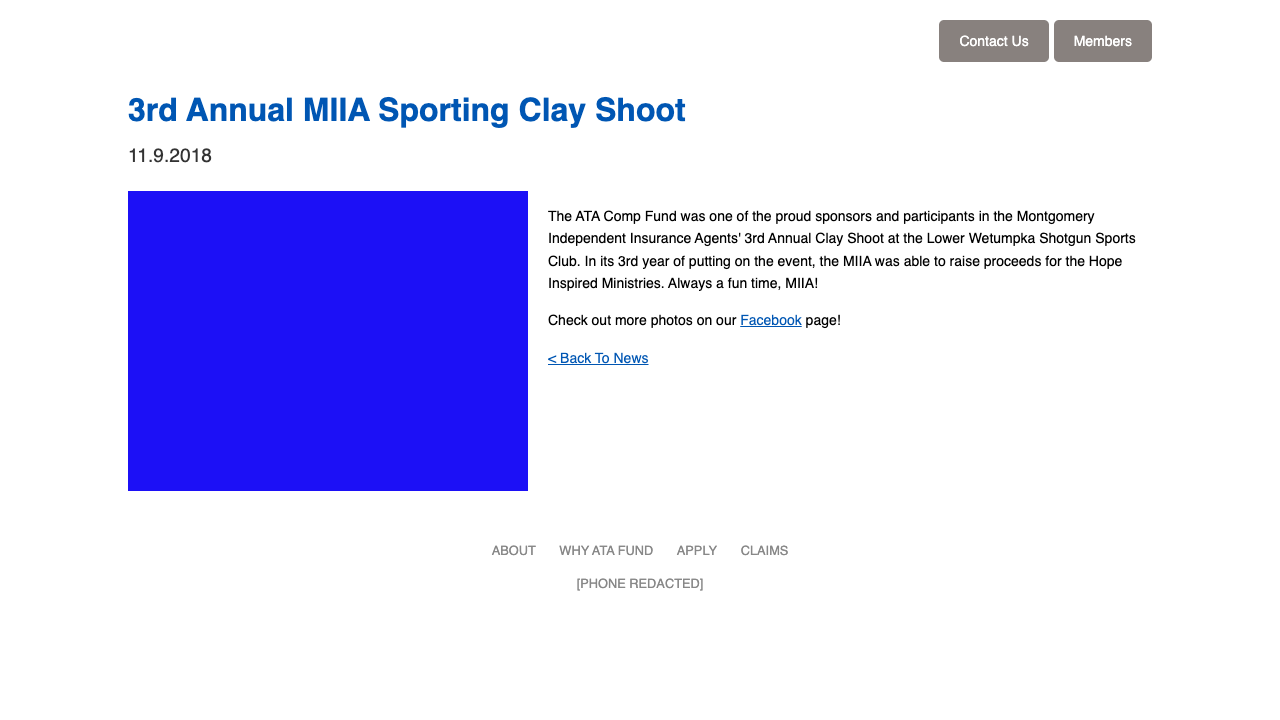 Contact Us
Members
3rd Annual MIIA Sporting Clay Shoot
11.9.2018
The ATA Comp Fund was one of the proud sponsors and participants in the Montgomery
Independent Insurance Agents' 3rd Annual Clay Shoot at the Lower Wetumpka Shotgun Sports
Club. In its 3rd year of putting on the event, the MIIA was able to raise proceeds for the Hope
Inspired Ministries. Always a fun time, MIIA!
Check out more photos on our Facebook page!
< Back To News
ABOUT WHY ATA FUND APPLY CLAIMS
[PHONE REDACTED]